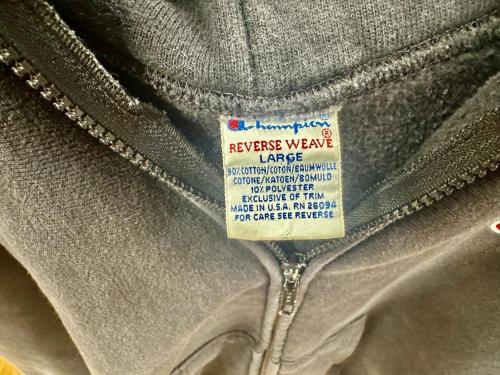 Champion
®
REVERSE WEAVE
LARGE
90% COTTON/COTON/BAUMWOLLE
COTONE/KATOEN/BOMULD
10% POLYESTER
EXCLUSIVE OF TRIM
MADE IN U.S.A. RN 26094
FOR CARE SEE REVERSE